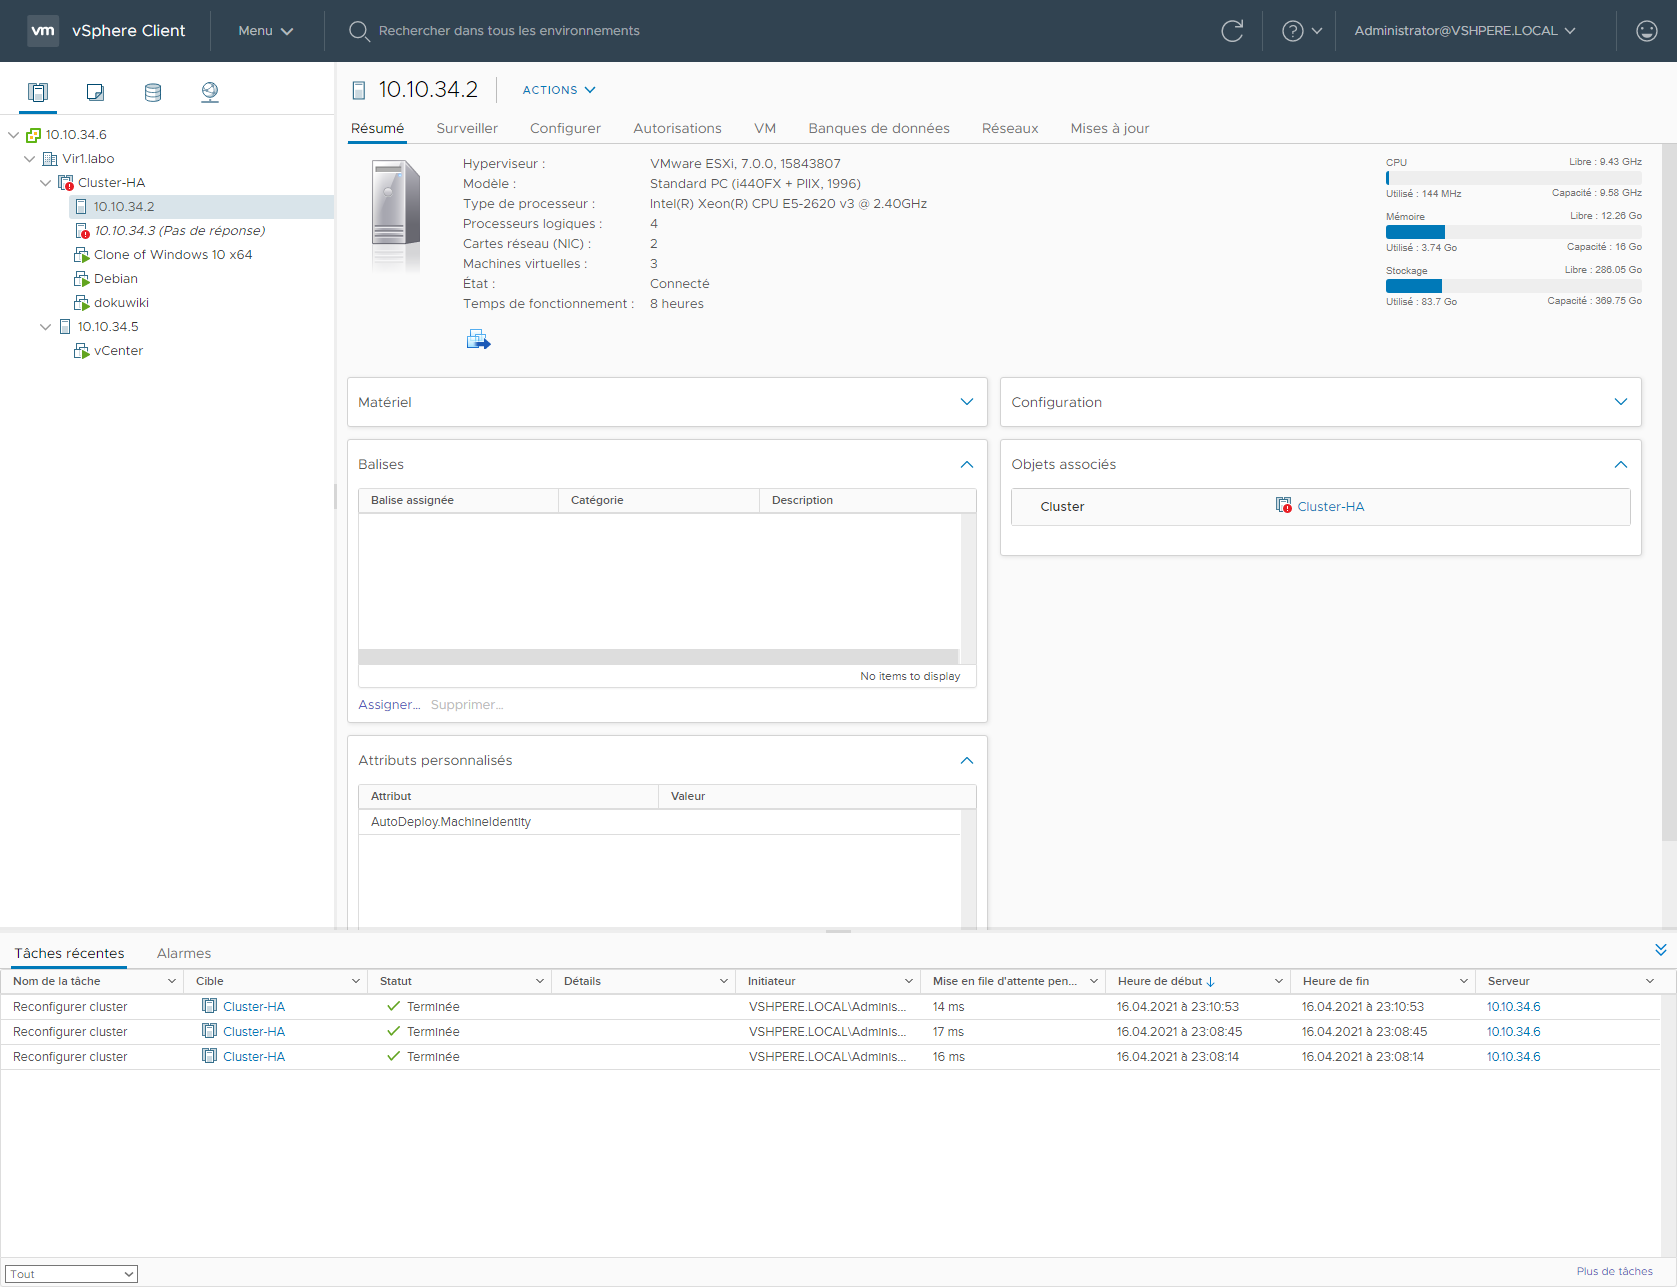 vm vSphere Client Menu Rechercher dans tous les environnements Administrator@VSHPERE.LOCAL
10.10.34.6
Vir1.labo
Cluster-HA
10.10.34.2
10.10.34.3 (Pas de réponse)
Clone of Windows 10 x64
Debian
dokuwiki
10.10.34.5
vCenter
10.10.34.2 ACTIONS
Résumé Surveiller Configurer Autorisations VM Banques de données Réseaux Mises à jour
Hyperviseur : VMware ESXi, 7.0.0, 15843807
Modèle : Standard PC (i440FX + PIIX, 1996)
Type de processeur : Intel(R) Xeon(R) CPU E5-2620 v3 @ 2.40GHz
Processeurs logiques : 4
Cartes réseau (NIC) : 2
Machines virtuelles : 3
État : Connecté
Temps de fonctionnement : 8 heures
CPU Libre : 9.43 GHz
Utilisé : 144 MHz Capacité : 9.58 GHz
Mémoire Libre : 12.26 Go
Utilisé : 3.74 Go Capacité : 16 Go
Stockage Libre : 286.05 Go
Utilisé : 83.7 Go Capacité : 369.75 Go
Matériel
Configuration
Balises
Balise assignée Catégorie Description
No items to display
Assigner... Supprimer...
Objets associés
Cluster Cluster-HA
Attributs personnalisés
Attribut Valeur
AutoDeploy.MachineIdentity
Tâches récentes Alarmes
Nom de la tâche Cible Statut Détails Initiateur Mise en file d'attente pen... Heure de début Heure de fin Serveur
Reconfigurer cluster Cluster-HA Terminée VSHPERE.LOCAL\Adminis... 14 ms 16.04.2021 à 23:10:53 16.04.2021 à 23:10:53 10.10.34.6
Reconfigurer cluster Cluster-HA Terminée VSHPERE.LOCAL\Adminis... 17 ms 16.04.2021 à 23:08:45 16.04.2021 à 23:08:45 10.10.34.6
Reconfigurer cluster Cluster-HA Terminée VSHPERE.LOCAL\Adminis... 16 ms 16.04.2021 à 23:08:14 16.04.2021 à 23:08:14 10.10.34.6
Tout Plus de tâches